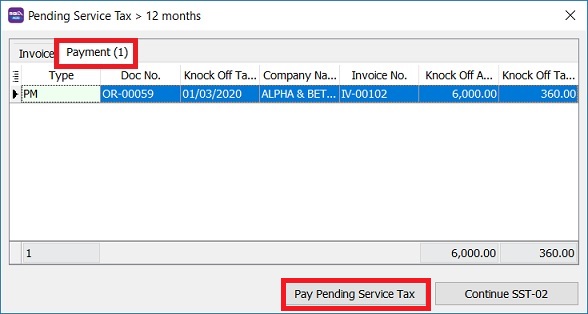 Pending Service Tax > 12 months
Invoice Payment (1)
Type Doc No. Knock Off Ta... Company Na... Invoice No. Knock Off A... Knock Off Ta...
PM OR-00059 01/03/2020 ALPHA & BET... IV-00102 6,000.00 360.00
1 6,000.00 360.00
Pay Pending Service Tax Continue SST-02